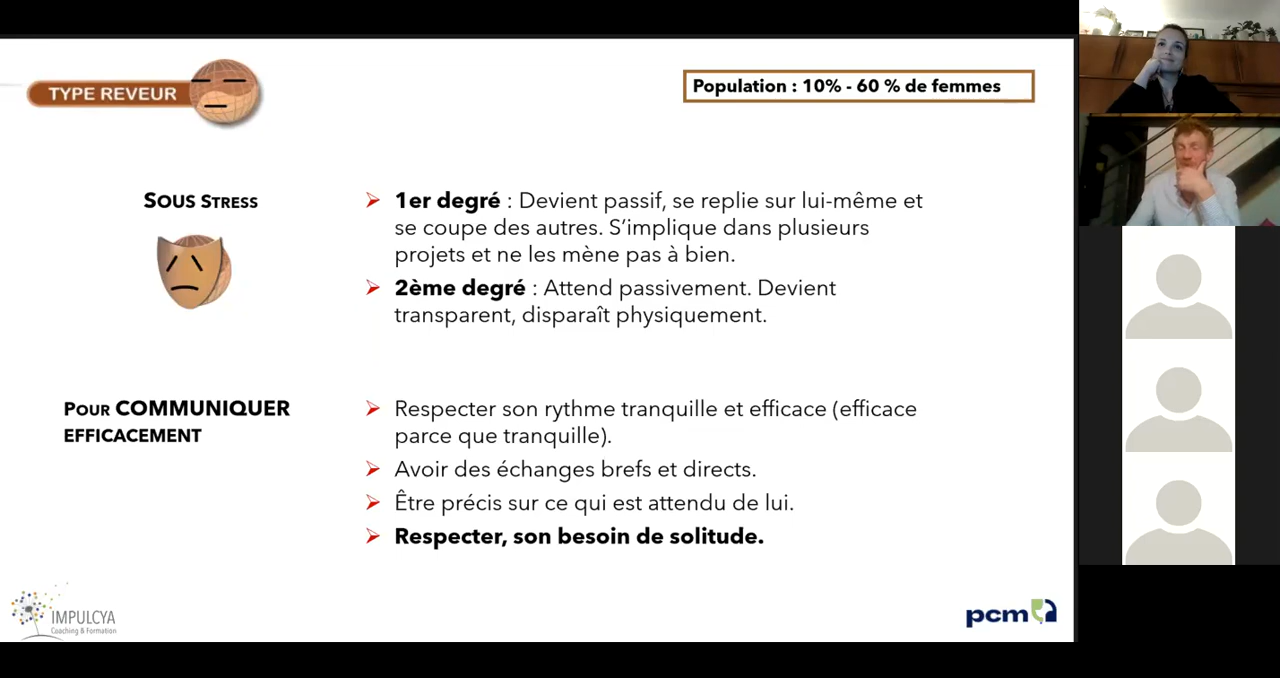 TYPE REVEUR
Population : 10% - 60 % de femmes
SOUS STRESS
➢ 1er degré : Devient passif, se replie sur lui-même et
se coupe des autres. S’implique dans plusieurs
projets et ne les mène pas à bien.
➢ 2ème degré : Attend passivement. Devient
transparent, disparaît physiquement.
POUR COMMUNIQUER
EFFICACEMENT
➢ Respecter son rythme tranquille et efficace (efficace
parce que tranquille).
➢ Avoir des échanges brefs et directs.
➢ Être précis sur ce qui est attendu de lui.
➢ Respecter, son besoin de solitude.
IMPULCYA
Coaching & Formation
pcm